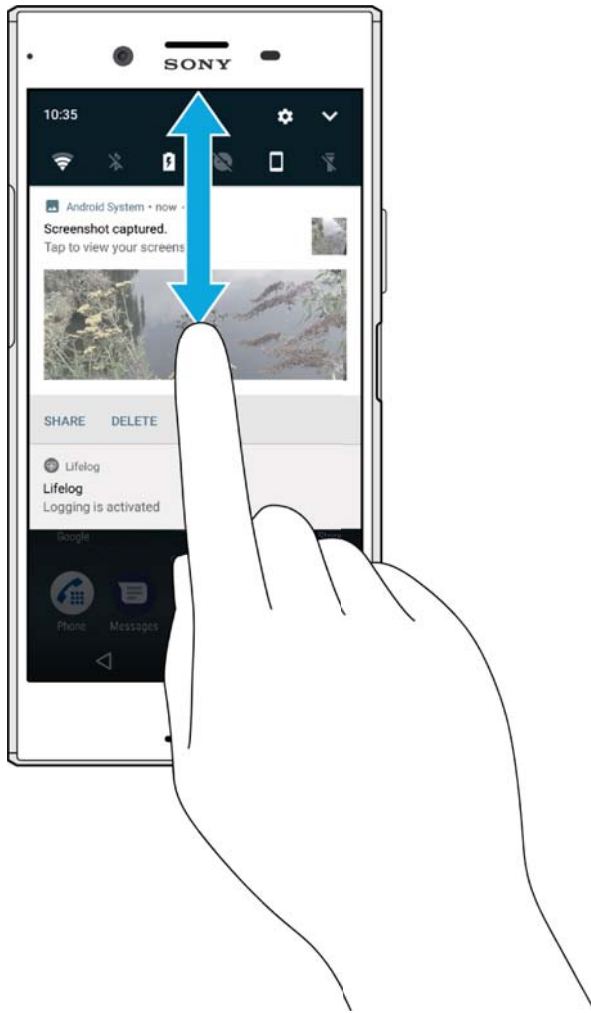 SONY
10:35
Android System • now
Screenshot captured.
Tap to view your screens
SHARE DELETE
Lifelog
Lifelog
Logging is activated
Google
Store
Phone Messages